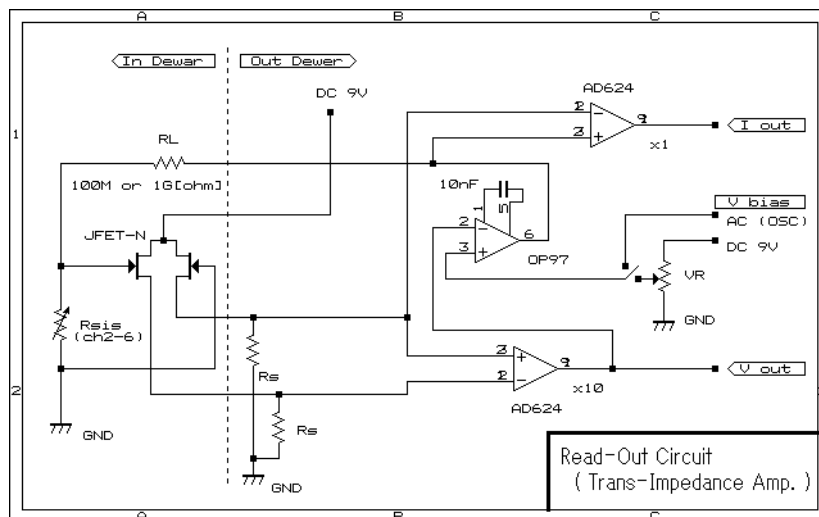 A
B
C
In Dewar
Out Dewer
DC 9V
AD624
1
2
3
9
I out
x1
RL
100M or 1G[ohm]
10nF
V bias
AC (OSC)
1
5
2
3
6
JFET-N
OP97
DC 9V
VR
GND
Rsis
(ch2-6)
Rs
3
2
9
V out
x10
2
AD624
Rs
GND
GND
Read-Out Circuit
( Trans-Impedance Amp. )
A
B
C